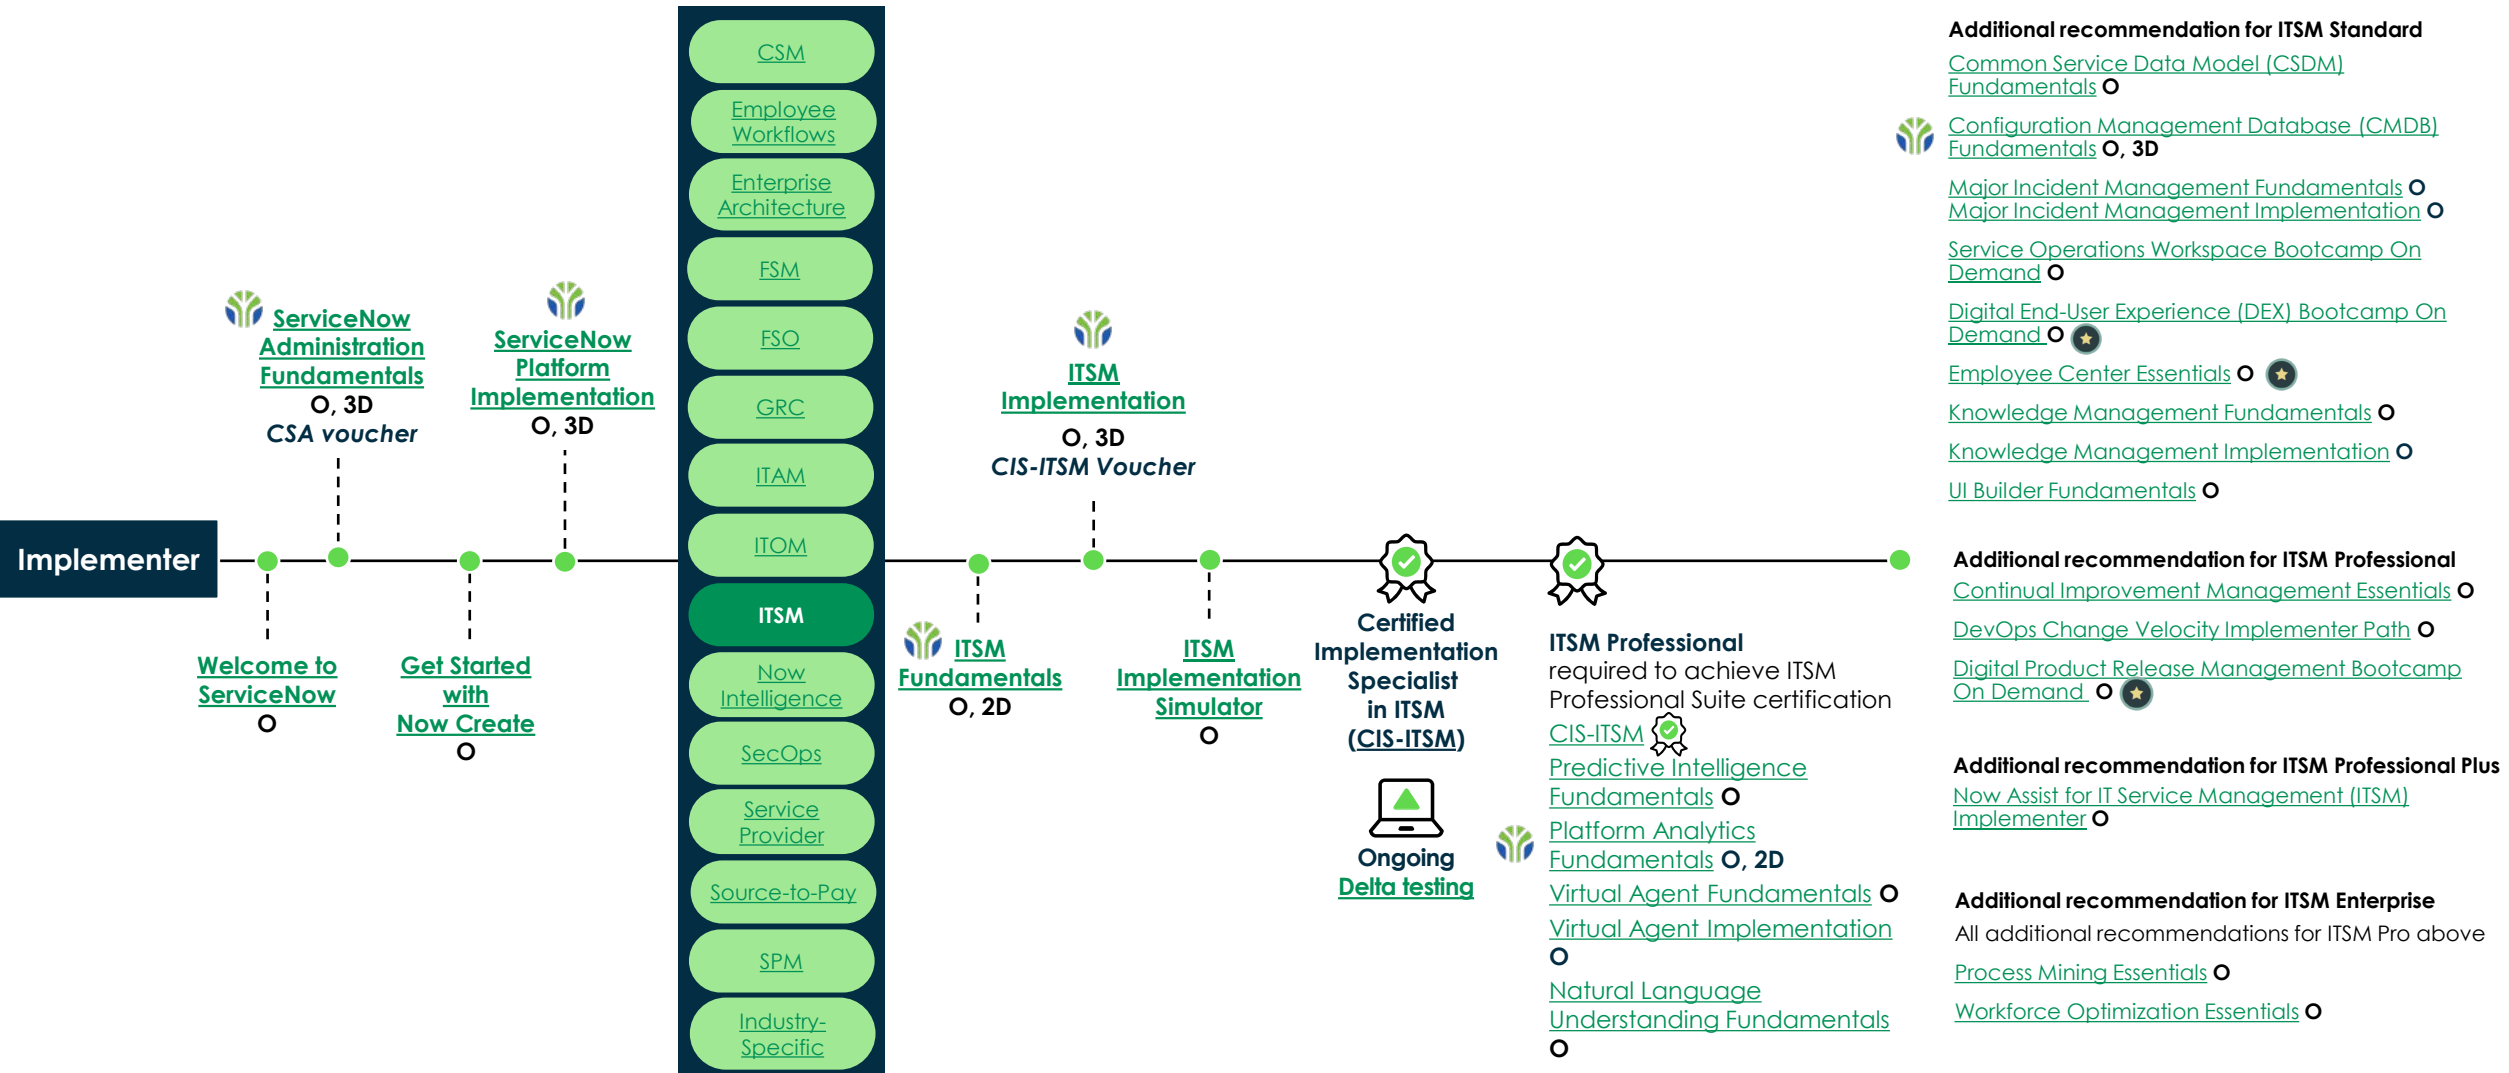 Implementer
ServiceNow
Administration
Fundamentals
O, 3D
CSA voucher
ServiceNow
Platform
Implementation
O, 3D
Welcome to
ServiceNow
O
Get Started
with
Now Create
O
CSM
Employee
Workflows
Enterprise
Architecture
FSM
FSO
GRC
ITAM
ITOM
ITSM
Now
Intelligence
SecOps
Service
Provider
Source-to-Pay
SPM
Industry-
Specific
ITSM
Implementation
O, 3D
CIS-ITSM Voucher
ITSM
Fundamentals
O, 2D
ITSM
Implementation
Simulator
O
Certified
Implementation
Specialist
in ITSM
(CIS-ITSM)
Ongoing
Delta testing
ITSM Professional
required to achieve ITSM
Professional Suite certification
CIS-ITSM
Predictive Intelligence
Fundamentals O
Platform Analytics
Fundamentals O, 2D
Virtual Agent Fundamentals O
Virtual Agent Implementation
O
Natural Language
Understanding Fundamentals
O
Additional recommendation for ITSM Standard
Common Service Data Model (CSDM)
Fundamentals O
Configuration Management Database (CMDB)
Fundamentals O, 3D
Major Incident Management Fundamentals O
Major Incident Management Implementation O
Service Operations Workspace Bootcamp On
Demand O
Digital End-User Experience (DEX) Bootcamp On
Demand O
Employee Center Essentials O
Knowledge Management Fundamentals O
Knowledge Management Implementation O
UI Builder Fundamentals O
Additional recommendation for ITSM Professional
Continual Improvement Management Essentials O
DevOps Change Velocity Implementer Path O
Digital Product Release Management Bootcamp
On Demand O
Additional recommendation for ITSM Professional Plus
Now Assist for IT Service Management (ITSM)
Implementer O
Additional recommendation for ITSM Enterprise
All additional recommendations for ITSM Pro above
Process Mining Essentials O
Workforce Optimization Essentials O